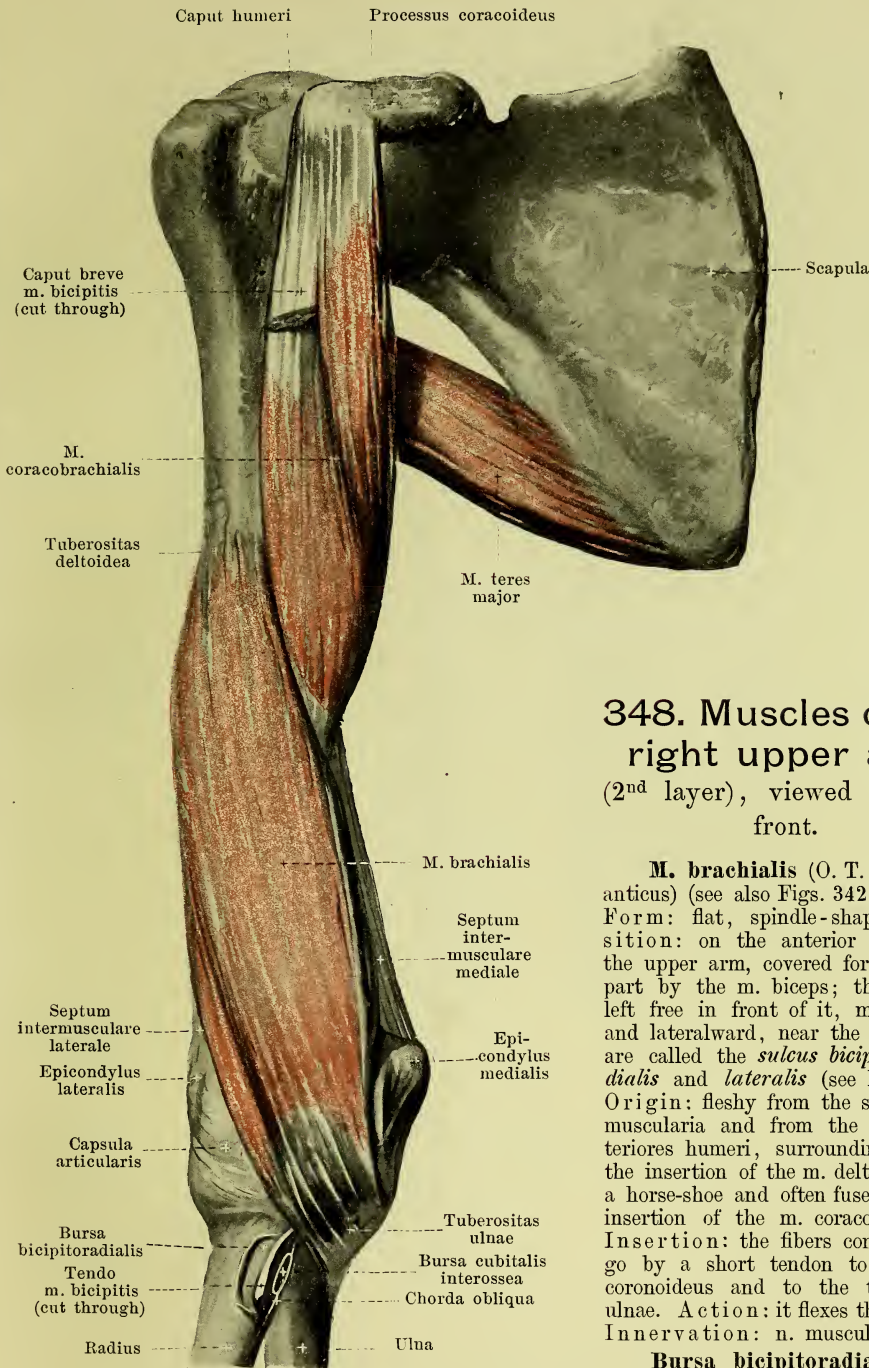 Caput humeri
Processus coracoideus
Caput breve
m. bicipitis
(cut through)
Scapula
M.
coracobrachialis
Tuberositas
deltoidea
M. teres
major
348. Muscles
right upper
(2nd layer), viewed
front.
M. brachialis
Septum
inter-
musculare
mediale
Septum
intermusculare
laterale
Epicondylus
lateralis
Epi-
condylus
medialis
Capsula
articularis
Bursa
bicipitoradialis
Tendo
m. bicipitis
(cut through)
Tuberositas
ulnae
Bursa cubitalis
interossea
Chorda obliqua
Radius
Ulna
M. brachialis (O. T.
anticus) (see also Figs. 342
Form: flat, spindle-shap
sition: on the anterior
the upper arm, covered for
part by the m. biceps; th
left free in front of it, m
and lateralward, near the
are called the sulcus bicip
dialis and lateralis (see
Origin: fleshy from the s
muscularia and from the
teriores humeri, surroundin
the insertion of the m. delt
a horse-shoe and often fuse
insertion of the m. coraco
Insertion: the fibers con
go by a short tendon to
coronoideus and to the t
ulnae. Action: it flexes th
Innervation: n. muscul
Bursa bicipitoradia